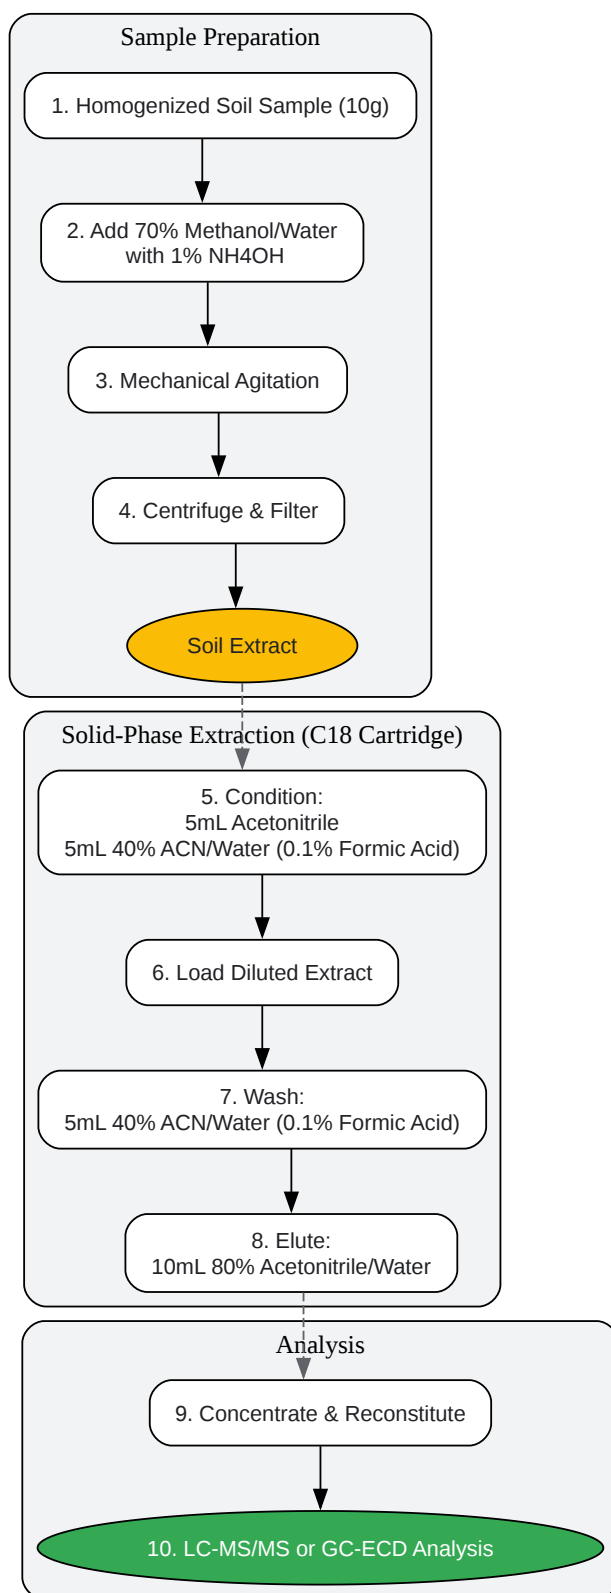 Sample Preparation
1. Homogenized Soil Sample (10g)
2. Add 70% Methanol/Water
with 1% NH4OH
3. Mechanical Agitation
4. Centrifuge & Filter
Soil Extract
Solid-Phase Extraction (C18 Cartridge)
5. Condition:
5mL Acetonitrile
5mL 40% ACN/Water (0.1% Formic Acid)
6. Load Diluted Extract
7. Wash:
5mL 40% ACN/Water (0.1% Formic Acid)
8. Elute:
10mL 80% Acetonitrile/Water
Analysis
9. Concentrate & Reconstitute
10. LC-MS/MS or GC-ECD Analysis